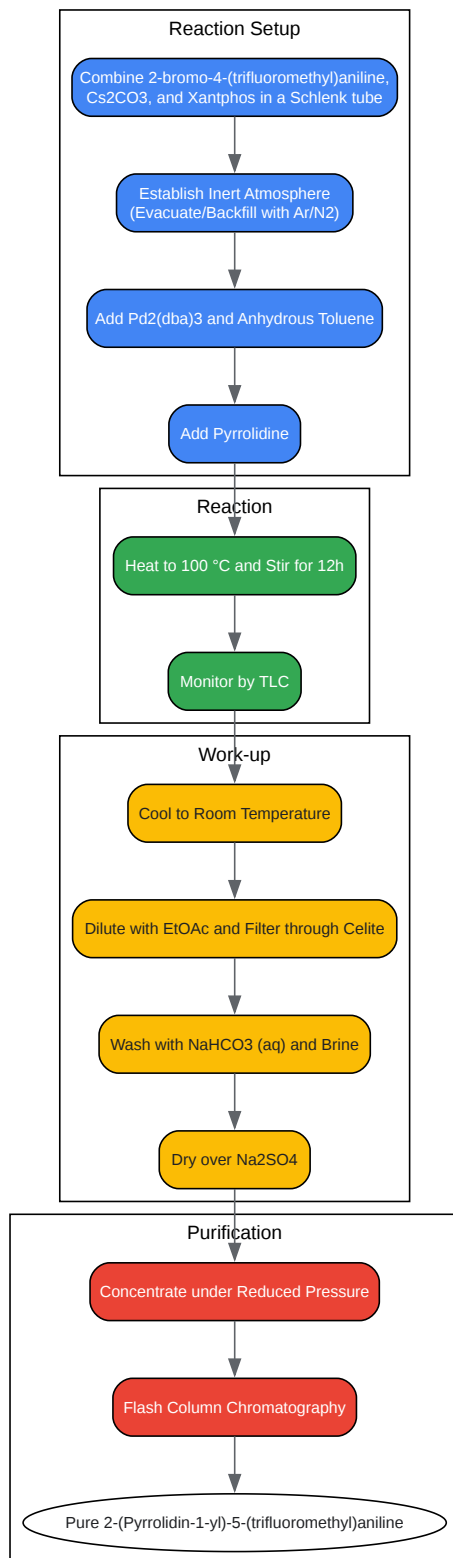 Reaction Setup
Combine 2-bromo-4-(trifluoromethyl)aniline,
Cs2CO3, and Xantphos in a Schlenk tube
Establish Inert Atmosphere
(Evacuate/Backfill with Ar/N2)
Add Pd2(dba)3 and Anhydrous Toluene
Add Pyrrolidine
Reaction
Heat to 100 °C and Stir for 12h
Monitor by TLC
Work-up
Cool to Room Temperature
Dilute with EtOAc and Filter through Celite
Wash with NaHCO3 (aq) and Brine
Dry over Na2SO4
Purification
Concentrate under Reduced Pressure
Flash Column Chromatography
Pure 2-(Pyrrolidin-1-yl)-5-(trifluoromethyl)aniline